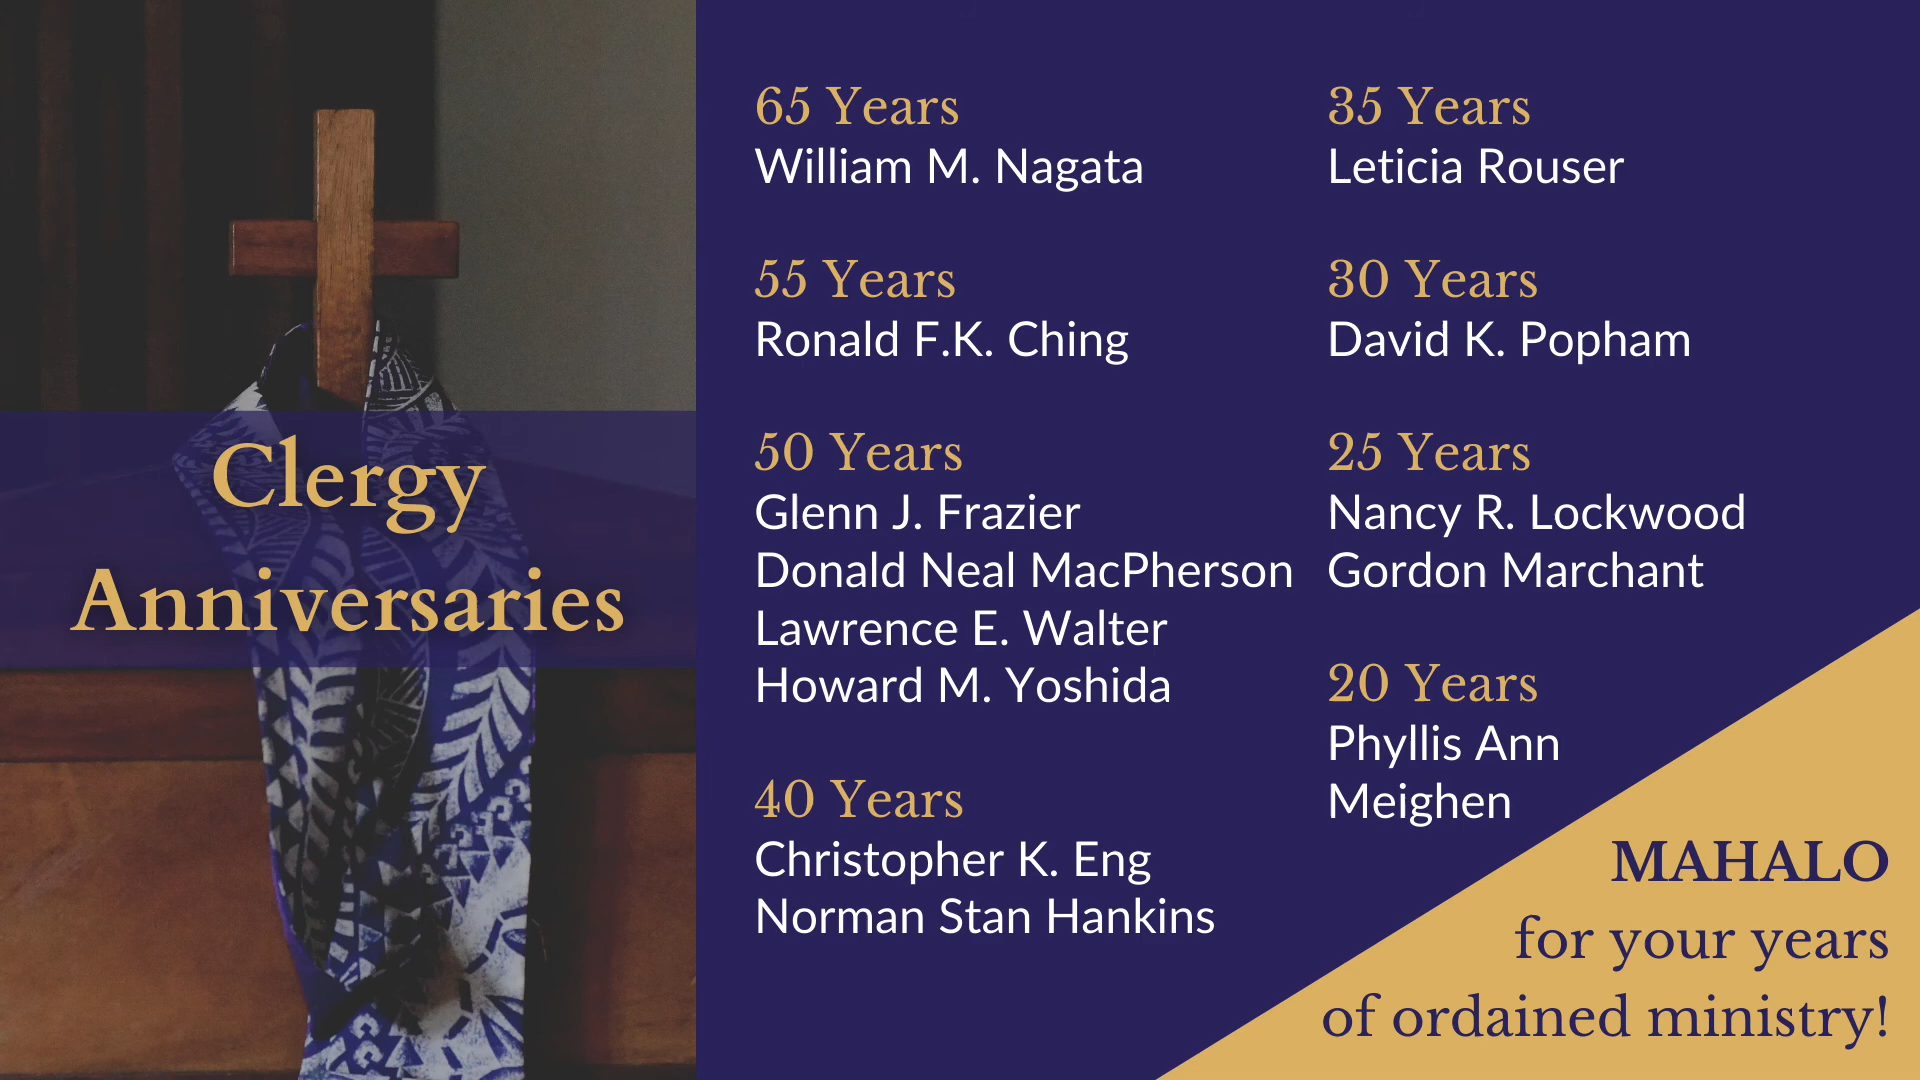 Clergy
Anniversaries
65 Years
William M. Nagata
55 Years
Ronald F.K. Ching
50 Years
Glenn J. Frazier
Donald Neal MacPherson
Lawrence E. Walter
Howard M. Yoshida
40 Years
Christopher K. Eng
Norman Stan Hankins
35 Years
Leticia Rouser
30 Years
David K. Popham
25 Years
Nancy R. Lockwood
Gordon Marchant
20 Years
Phyllis Ann
Meighen
MAHALO
for your years
of ordained ministry!